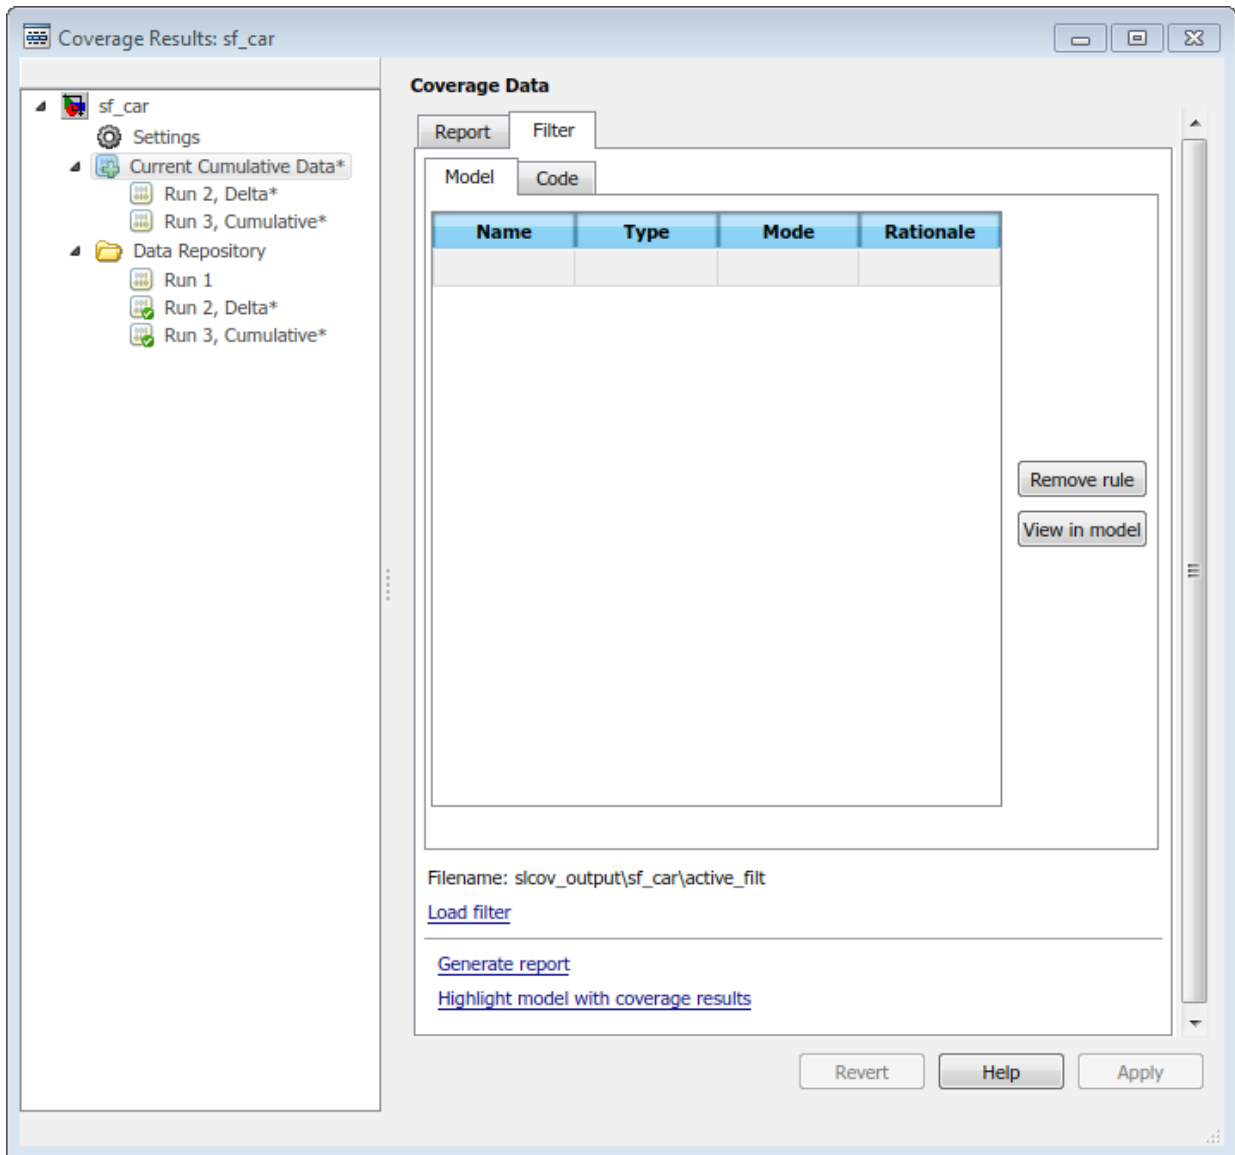 Coverage Results: sf_car
sf_car
Settings
Current Cumulative Data*
Run 2, Delta*
Run 3, Cumulative*
Data Repository
Run 1
Run 2, Delta*
Run 3, Cumulative*
Coverage Data
Report Filter
Model Code
Name Type Mode Rationale
Remove rule
View in model
Filename: slcov_output\sf_car\active_filt
Load filter
Generate report
Highlight model with coverage results
Revert Help Apply